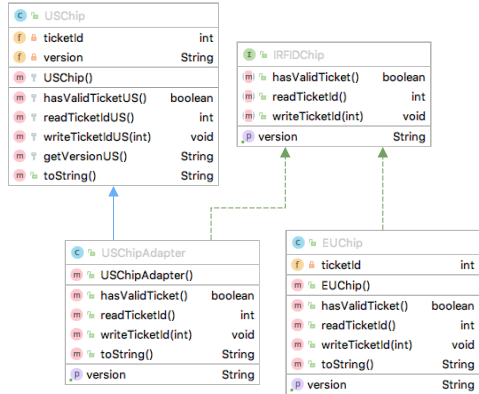 USChip
ticketId int
version String
USChip()
hasValidTicketUS() boolean
readTicketIdUS() int
writeTicketIdUS(int) void
getVersionUS() String
toString() String
IRFIDChip
hasValidTicket() boolean
readTicketId() int
writeTicketId(int) void
version String
USChipAdapter
USChipAdapter()
hasValidTicket() boolean
readTicketId() int
writeTicketId(int) void
toString() String
version String
EUChip
ticketId int
EUChip()
hasValidTicket() boolean
readTicketId() int
writeTicketId(int) void
toString() String
version String